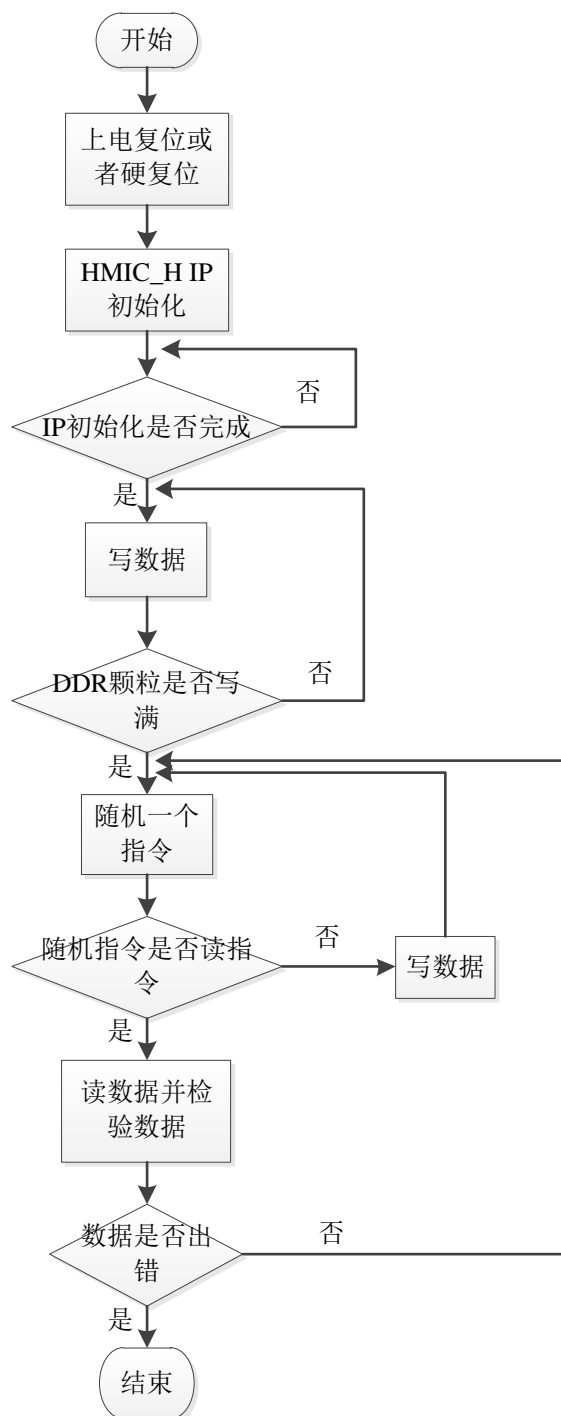 开始
上电复位或
者硬复位
HMIC_H IP
初始化
否
IP初始化是否完成
是
写数据
DDR颗粒是否写
满
否
是
随机一个
指令
随机指令是否读指
令
否
写数据
是
读数据并检
验数据
数据是否出
错
否
是
结束